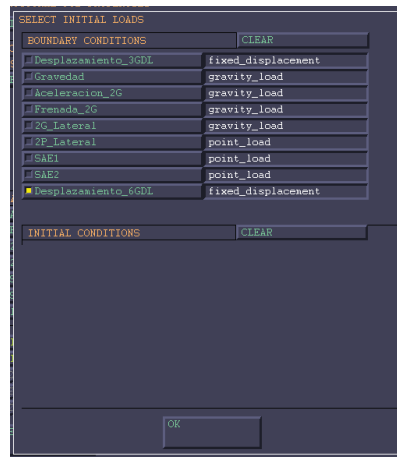 SELECT INITIAL LOADS
BOUNDARY CONDITIONS CLEAR
Desplazamiento_3GDL fixed_displacement
Gravedad gravity_load
Aceleracion_2G gravity_load
Frenada_2G gravity_load
2G_Lateral gravity_load
2P_Lateral point_load
SAE1 point_load
SAE2 point_load
Desplazamiento_6GDL fixed_displacement
INITIAL CONDITIONS CLEAR
OK